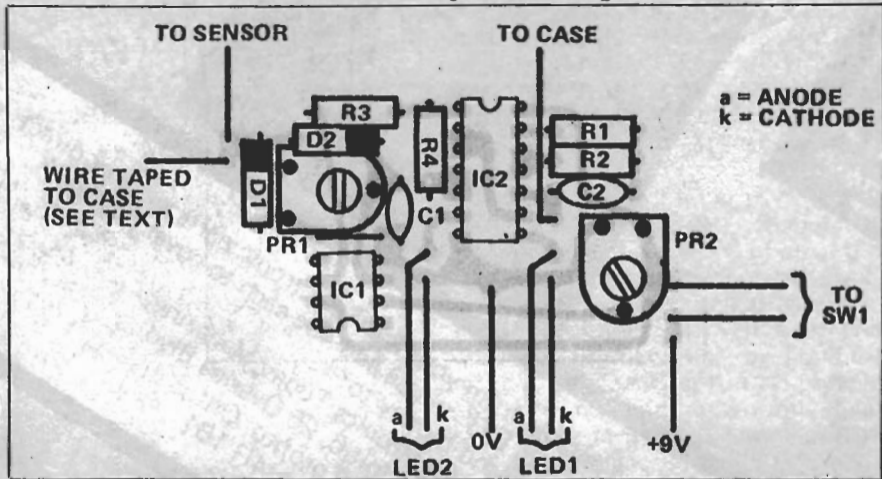 TO SENSOR
TO CASE
a = ANODE
k = CATHODE
R3
D2
R4
IC2
R1
R2
C2
WIRE TAPED
TO CASE
(SEE TEXT)
D1
C1
PR1
PR2
IC1
TO
SW1
a
k
0V
a
k
+9V
LED2
LED1